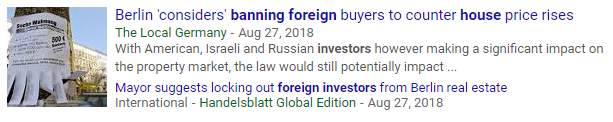 Suche Wohnung
500 €
Berlin 'considers' banning foreign buyers to counter house price rises
The Local Germany - Aug 27, 2018
With American, Israeli and Russian investors however making a significant impact on
the property market, the law would still potentially impact ...
Mayor suggests locking out foreign investors from Berlin real estate
International - Handelsblatt Global Edition - Aug 27, 2018